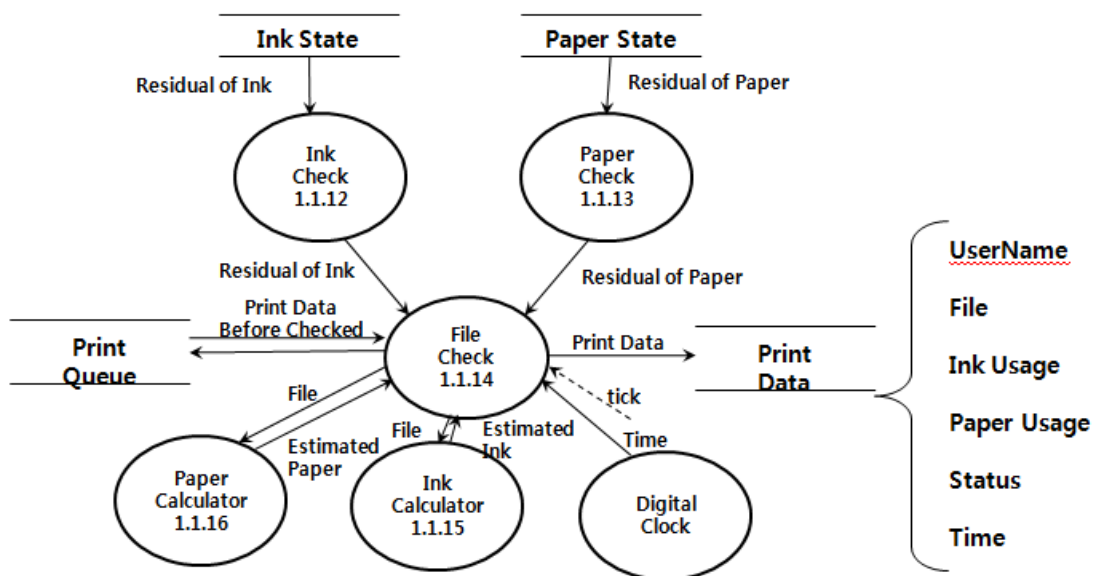 Ink State
Paper State
Residual of Ink
Residual of Paper
Ink
Check
1.1.12
Paper
Check
1.1.13
Residual of Ink
Residual of Paper
Print Data
Before Checked
Print
Queue
File
Check
1.1.14
Print Data
Print
Data
tick
Time
File
Estimated
Paper
File
Estimated
Ink
Paper
Calculator
1.1.16
Ink
Calculator
1.1.15
Digital
Clock
UserName
File
Ink Usage
Paper Usage
Status
Time